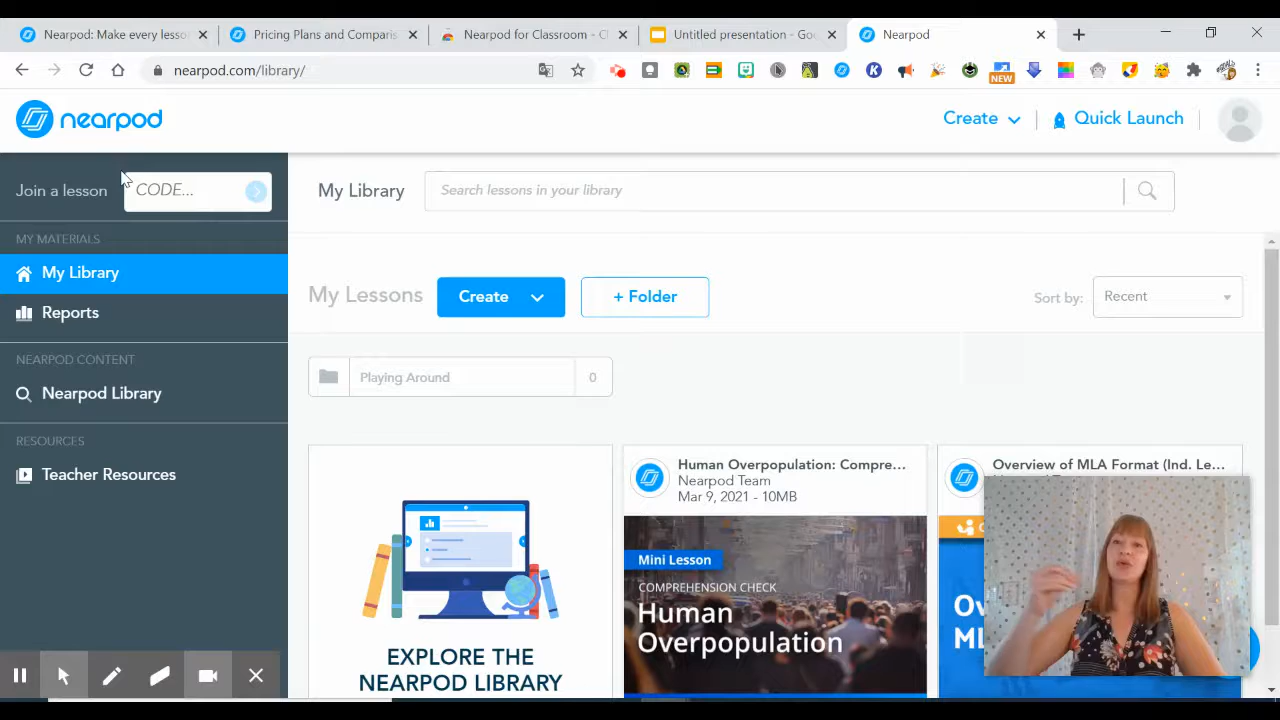 Nearpod: Make every lesso
Pricing Plans and Comparis
Nearpod for Classroom - C
Untitled presentation - Go
Nearpod
nearpod.com/library/
NEW
nearpod
Create
Quick Launch
Join a lesson
CODE...
My Library
Search lessons in your library
MY MATERIALS
My Library
Reports
NEARPOD CONTENT
Nearpod Library
RESOURCES
Teacher Resources
My Lessons
Create
+ Folder
Sort by:
Recent
Playing Around
0
EXPLORE THE
NEARPOD LIBRARY
Human Overpopulation: Compre...
Nearpod Team
Mar 9, 2021 - 10MB
Mini Lesson
COMPREHENSION CHECK
Human
Overpopulation
Overview of MLA Format (Ind. Le...